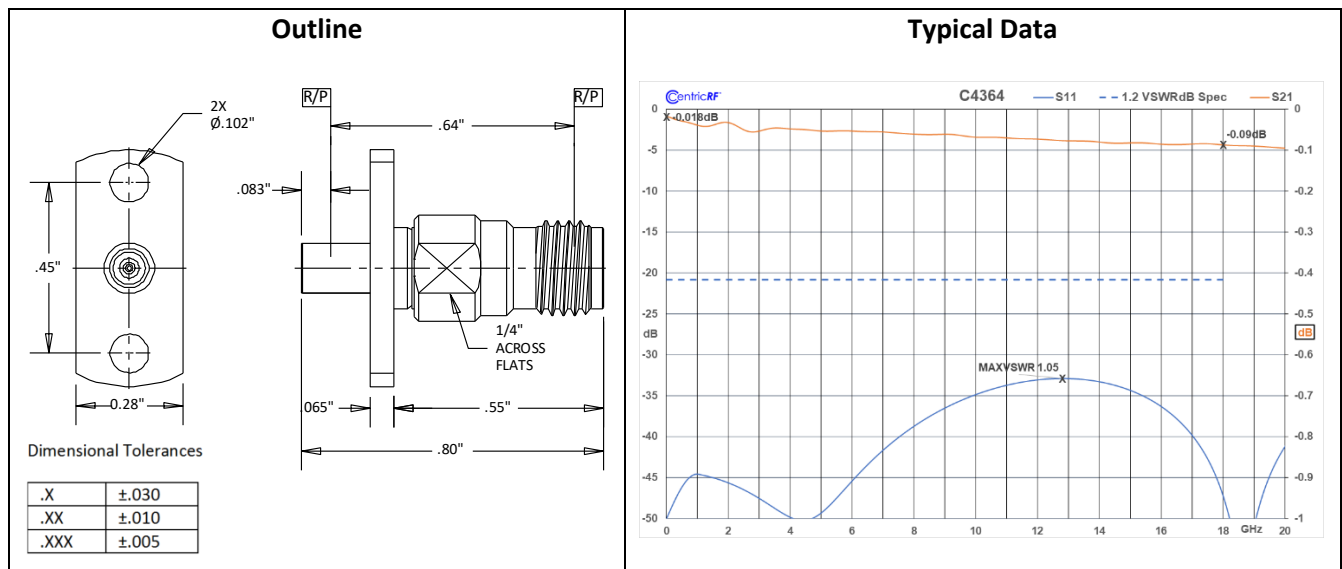 Outline
R/P
R/P
2X
Ø.102"
.64"
.083"
.45"
1/4"
ACROSS
FLATS
0.28"
.065"
.55"
.80"
Dimensional Tolerances
.X ±.030
.XX ±.010
.XXX ±.005
Typical Data
CentricRF™ C4364 S11 1.2 VSWRdB Spec S21
0 X -0.018dB 0
-0.09dB
-5 -0.1
-10 -0.2
-15 -0.3
-20 -0.4
-25 -0.5
dB dB
-30 -0.6
MAXVSWR 1.05
X
-35 -0.7
-40 -0.8
-45 -0.9
-50 -1
0 2 4 6 8 10 12 14 16 18 GHz 20